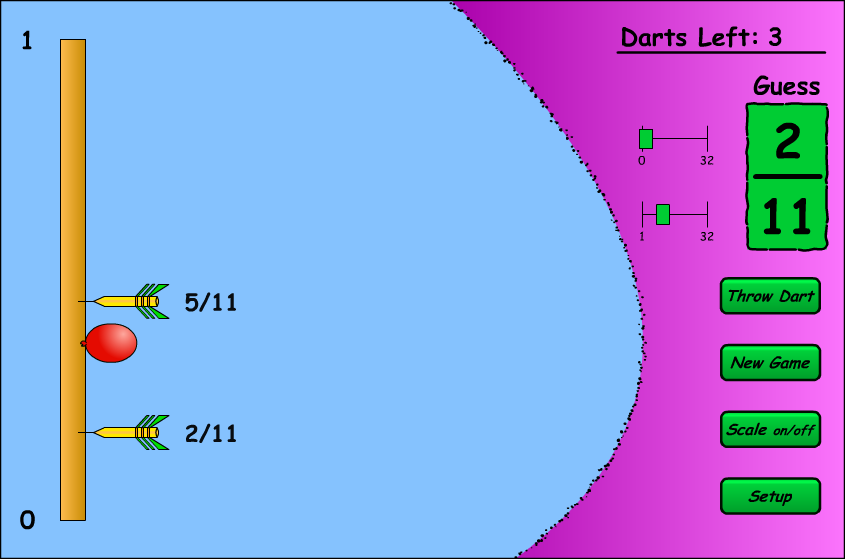 1
Darts Left: 3
Guess
2
11
0 32
1 32
5/11
Throw Dart
New Game
2/11
Scale on/off
Setup
0